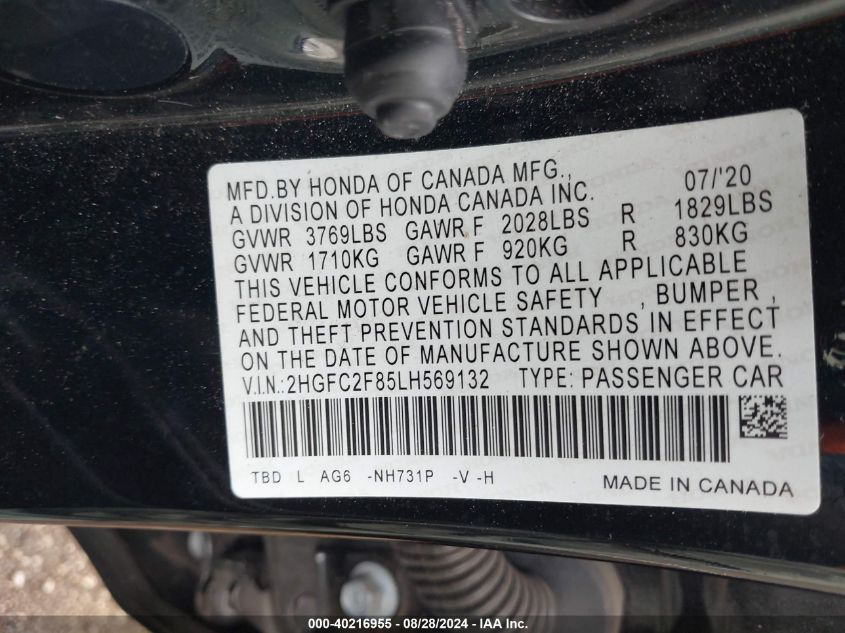 MFD.BY HONDA OF CANADA MFG., 07/'20
A DIVISION OF HONDA CANADA INC.
GVWR 3769LBS GAWR F 2028LBS R 1829LBS
GVWR 1710KG GAWR F 920KG R 830KG
THIS VEHICLE CONFORMS TO ALL APPLICABLE
FEDERAL MOTOR VEHICLE SAFETY , BUMPER ,
AND THEFT PREVENTION STANDARDS IN EFFECT
ON THE DATE OF MANUFACTURE SHOWN ABOVE.
V.I.N.:2HGFC2F85LH569132 TYPE: PASSENGER CAR
TBD L AG6 -NH731P -V -H MADE IN CANADA
000-40216955 - 08/28/2024 - IAA Inc.